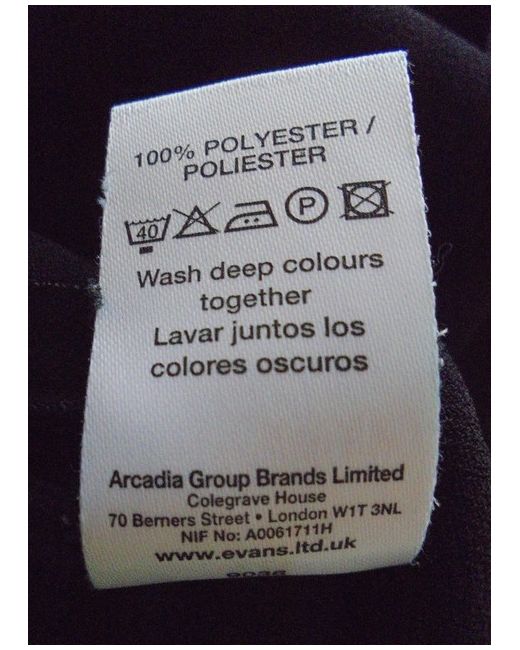 100% POLYESTER /
POLIESTER
40 P
Wash deep colours
together
Lavar juntos los
colores oscuros
Arcadia Group Brands Limited
Colegrave House
70 Berners Street • London W1T 3NL
NIF No: A0061711H
www.evans.ltd.uk